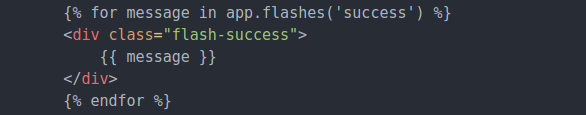 {% for message in app.flashes('success') %}
<div class="flash-success">
    {{ message }}
</div>
{% endfor %}